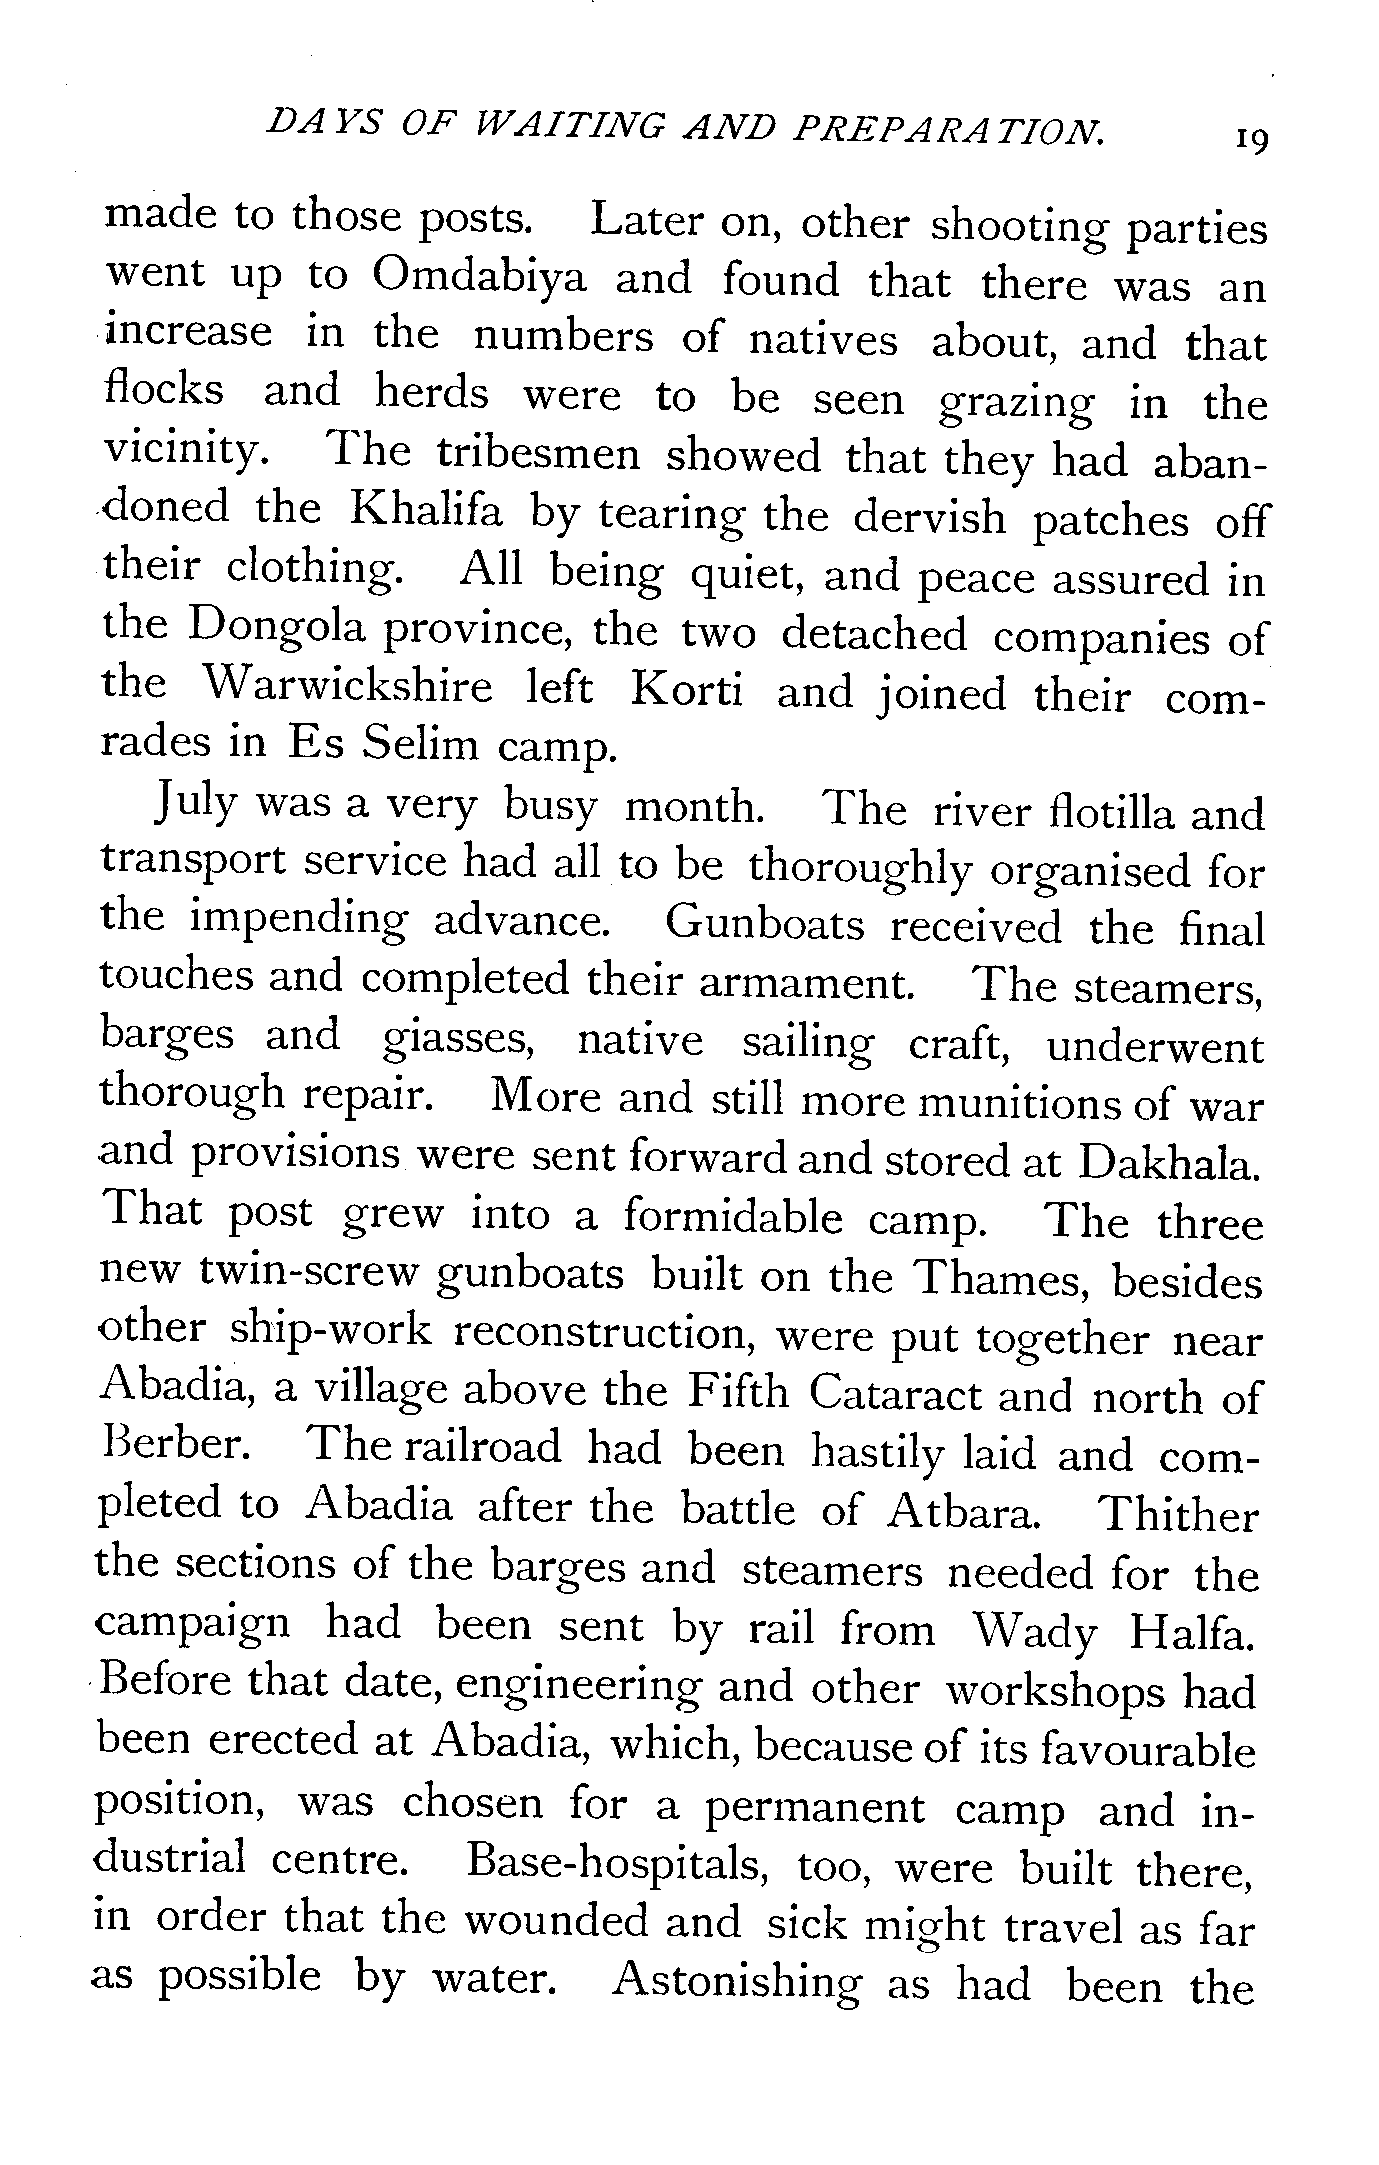 DAYS OF WAITING AND PREPARATION. 19
made to those posts. Later on, other shooting parties
went up to Omdabiya and found that there was an
increase in the numbers of natives about, and that
flocks and herds were to be seen grazing in the
vicinity. The tribesmen showed that they had aban-
doned the Khalifa by tearing the dervish patches off
their clothing. All being quiet, and peace assured in
the Dongola province, the two detached companies of
the Warwickshire left Korti and joined their com-
rades in Es Selim camp.
July was a very busy month. The river flotilla and
transport service had all to be thoroughly organised for
the impending advance. Gunboats received the final
touches and completed their armament. The steamers,
barges and giasses, native sailing craft, underwent
thorough repair. More and still more munitions of war
and provisions were sent forward and stored at Dakhala.
That post grew into a formidable camp. The three
new twin-screw gunboats built on the Thames, besides
other ship-work reconstruction, were put together near
Abadia, a village above the Fifth Cataract and north of
Berber. The railroad had been hastily laid and com-
pleted to Abadia after the battle of Atbara. Thither
the sections of the barges and steamers needed for the
campaign had been sent by rail from Wady Halfa.
Before that date, engineering and other workshops had
been erected at Abadia, which, because of its favourable
position, was chosen for a permanent camp and in-
dustrial centre. Base-hospitals, too, were built there,
in order that the wounded and sick might travel as far
as possible by water. Astonishing as had been the